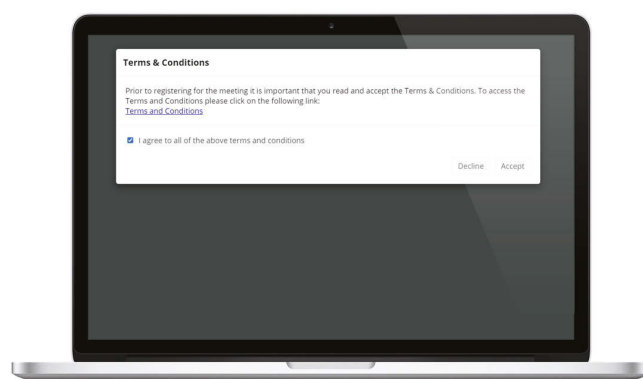 Terms & Conditions
Prior to registering for the meeting it is important that you read and accept the Terms & Conditions. To access the
Terms and Conditions please click on the following link:
Terms and Conditions
I agree to all of the above terms and conditions
Decline Accept